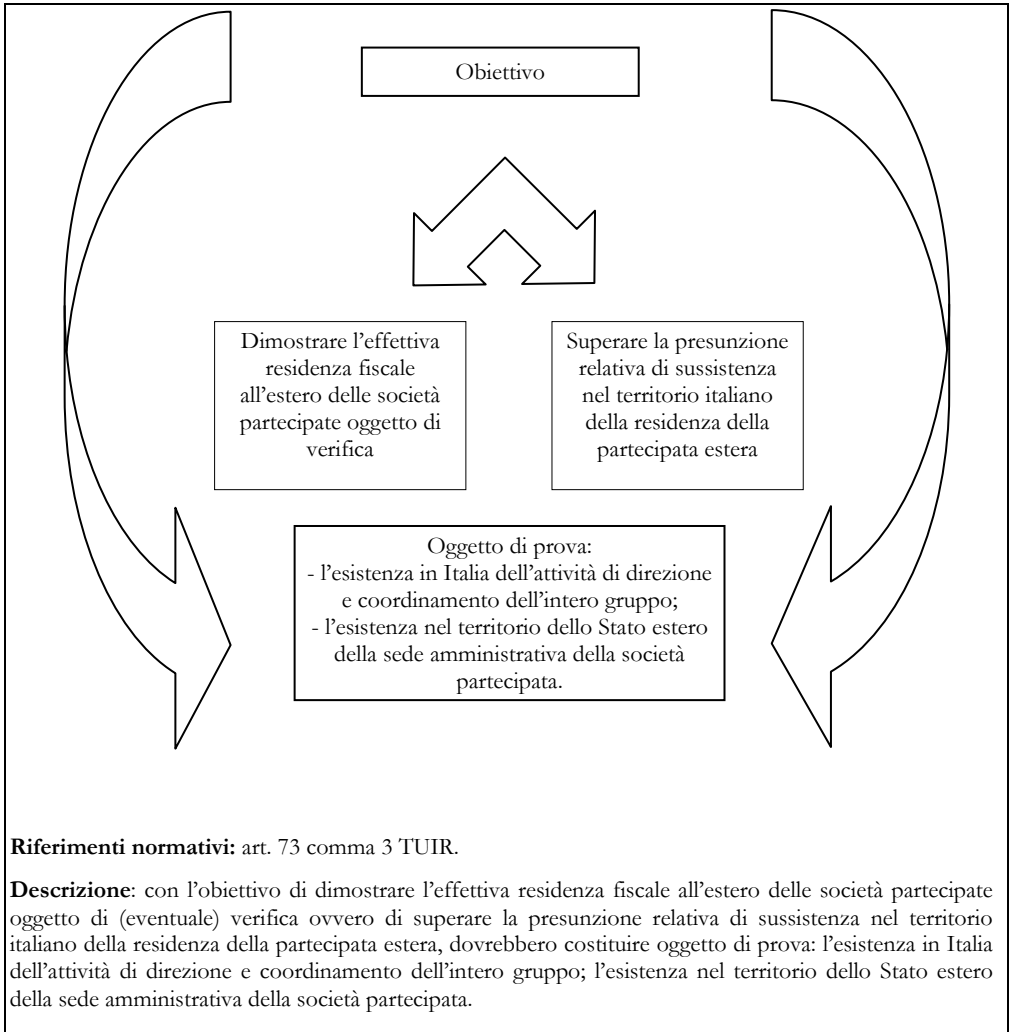 Obiettivo
Dimostrare l’effettiva
residenza fiscale
all’estero delle società
partecipate oggetto di
verifica
Superare la presunzione
relativa di sussistenza
nel territorio italiano
della residenza della
partecipata estera
Oggetto di prova:
- l’esistenza in Italia dell’attività di direzione
e coordinamento dell’intero gruppo;
- l’esistenza nel territorio dello Stato estero
della sede amministrativa della società
partecipata.
Riferimenti normativi: art. 73 comma 3 TUIR.
Descrizione: con l’obiettivo di dimostrare l’effettiva residenza fiscale all’estero delle società partecipate
oggetto di (eventuale) verifica ovvero di superare la presunzione relativa di sussistenza nel territorio
italiano della residenza della partecipata estera, dovrebbero costituire oggetto di prova: l’esistenza in Italia
dell’attività di direzione e coordinamento dell’intero gruppo; l’esistenza nel territorio dello Stato estero
della sede amministrativa della società partecipata.